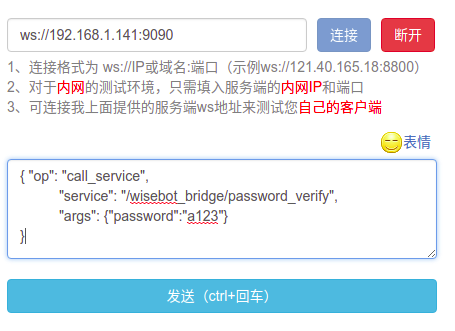 ws://192.168.1.141:9090 连接 断开
1、连接格式为 ws://IP或域名:端口（示例ws://121.40.165.18:8800）
2、对于内网的测试环境，只需填入服务端的内网IP和端口
3、可连接我上面提供的服务端ws地址来测试您自己的客户端
表情
{ "op": "call_service",
"service": "/wisebot_bridge/password_verify",
"args": {"password":"a123"}
}
发送（ctrl+回车）